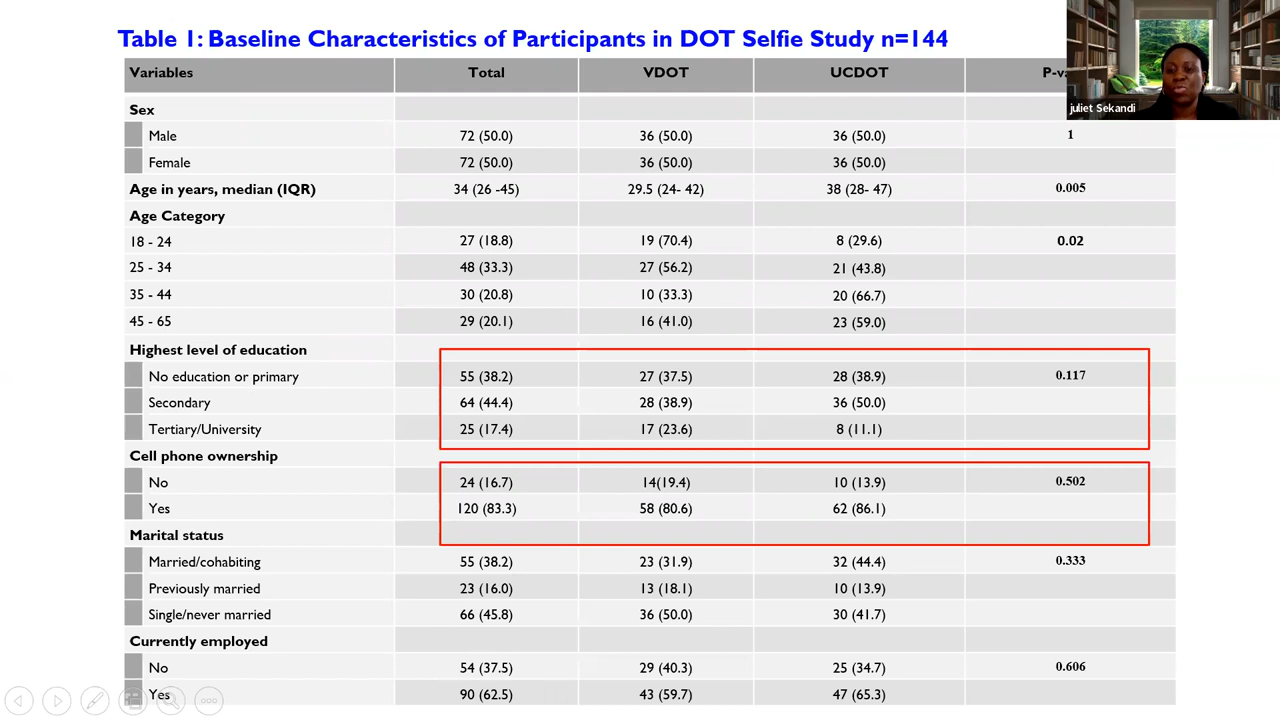 Table 1: Baseline Characteristics of Participants in DOT Selfie Study n=144
Variables Total VDOT UCDOT
juliet Sekandi
Sex
Male 72 (50.0) 36 (50.0) 36 (50.0) 1
Female 72 (50.0) 36 (50.0) 36 (50.0)
Age in years, median (IQR) 34 (26 -45) 29.5 (24- 42) 38 (28- 47) 0.005
Age Category
18 - 24 27 (18.8) 19 (70.4) 8 (29.6) 0.02
25 - 34 48 (33.3) 27 (56.2) 21 (43.8)
35 - 44 30 (20.8) 10 (33.3) 20 (66.7)
45 - 65 29 (20.1) 16 (41.0) 23 (59.0)
Highest level of education
No education or primary 55 (38.2) 27 (37.5) 28 (38.9) 0.117
Secondary 64 (44.4) 28 (38.9) 36 (50.0)
Tertiary/University 25 (17.4) 17 (23.6) 8 (11.1)
Cell phone ownership
No 24 (16.7) 14(19.4) 10 (13.9) 0.502
Yes 120 (83.3) 58 (80.6) 62 (86.1)
Marital status
Married/cohabiting 55 (38.2) 23 (31.9) 32 (44.4) 0.333
Previously married 23 (16.0) 13 (18.1) 10 (13.9)
Single/never married 66 (45.8) 36 (50.0) 30 (41.7)
Currently employed
No 54 (37.5) 29 (40.3) 25 (34.7) 0.606
Yes 90 (62.5) 43 (59.7) 47 (65.3)